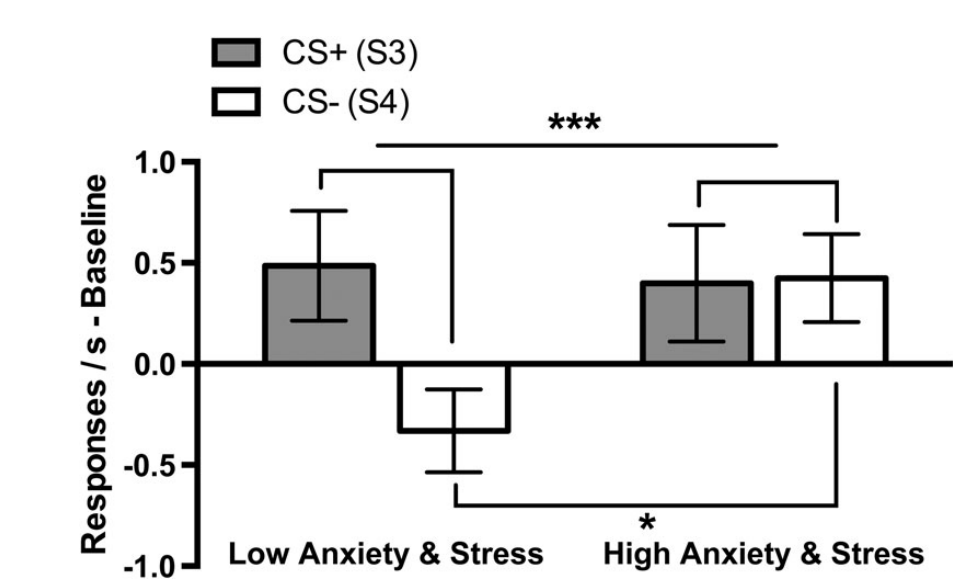 CS+ (S3)
CS- (S4)
***
Responses / s - Baseline
1.0
0.5
0.0
-0.5
-1.0
*
Low Anxiety & Stress
High Anxiety & Stress